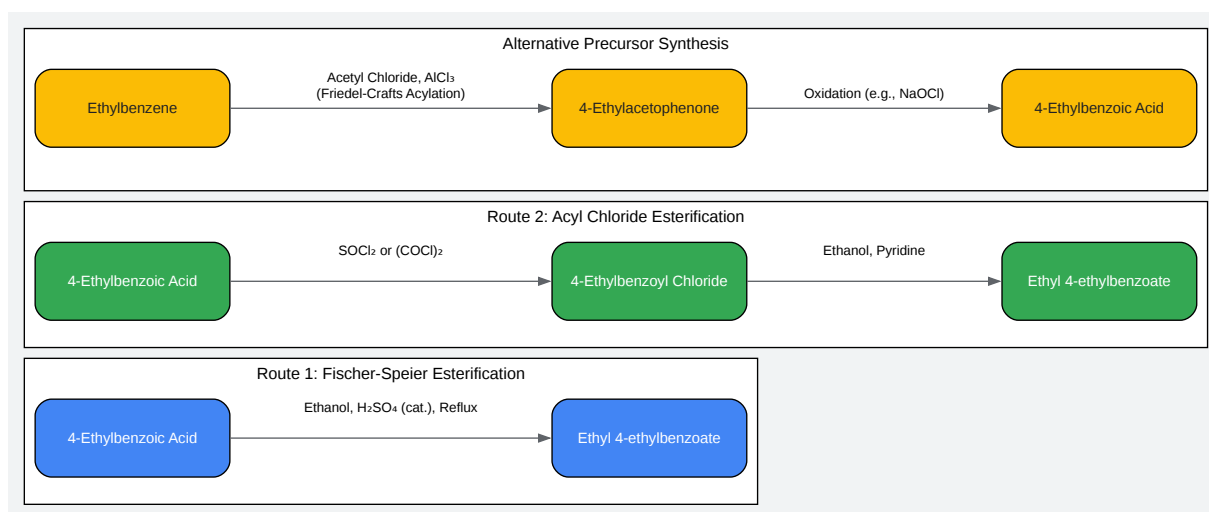 Alternative Precursor Synthesis
Ethylbenzene
Acetyl Chloride, AlCl₃
(Friedel-Crafts Acylation)
4-Ethylacetophenone
Oxidation (e.g., NaOCl)
4-Ethylbenzoic Acid
Route 2: Acyl Chloride Esterification
4-Ethylbenzoic Acid
SOCl₂ or (COCl)₂
4-Ethylbenzoyl Chloride
Ethanol, Pyridine
Ethyl 4-ethylbenzoate
Route 1: Fischer-Speier Esterification
4-Ethylbenzoic Acid
Ethanol, H₂SO₄ (cat.), Reflux
Ethyl 4-ethylbenzoate